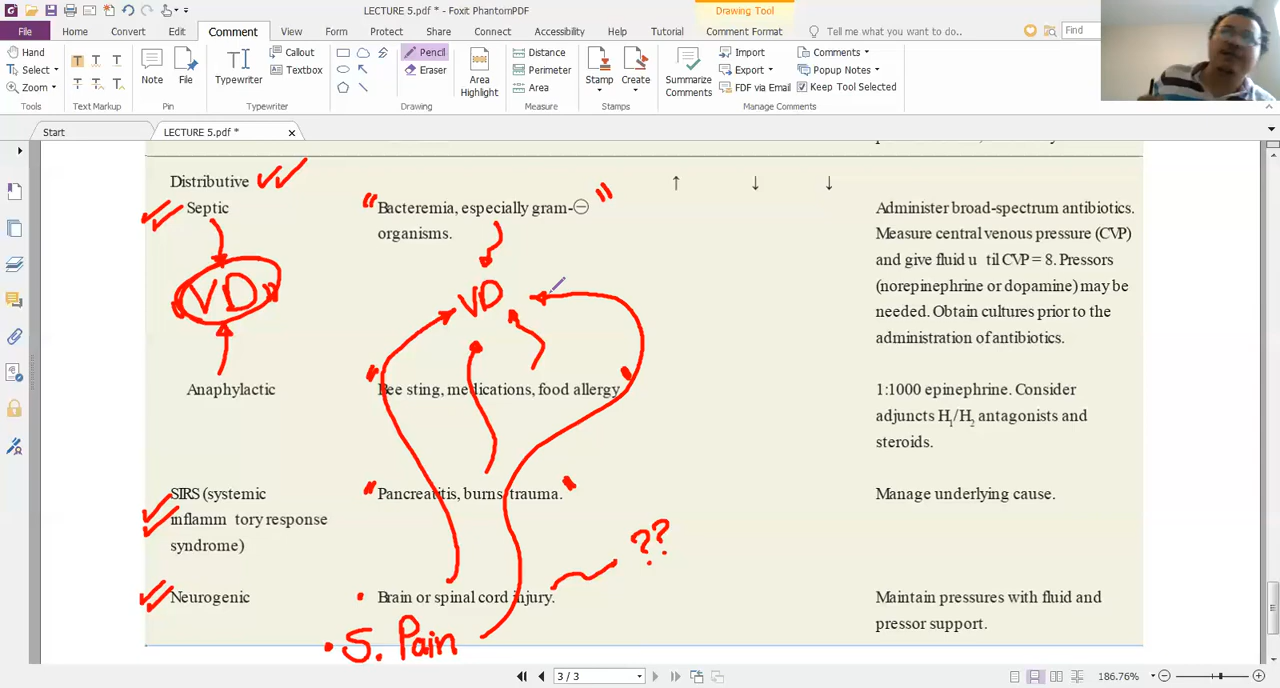 LECTURE 5.pdf * - Foxit PhantomPDF
Drawing Tool
File Home Convert Edit Comment View Form Protect Share Connect Accessibility Help Tutorial Comment Format Tell me what you want to do.. Find
Hand
Select
Zoom
Tools
Text Markup
Note
File
Pin
Typewriter
Callout
Textbox
Typewriter
Pencil
Eraser
Drawing
Area Highlight
Distance
Perimeter
Area
Measure
Stamp
Create
Stamps
Summarize Comments
Import
Export
FDF via Email
Comments
Popup Notes
Keep Tool Selected
Manage Comments
Start LECTURE 5.pdf *
Distributive ↑ ↓ ↓
Septic
"Bacteremia, especially gram-⊖"
organisms.
Administer broad-spectrum antibiotics.
Measure central venous pressure (CVP)
and give fluid u til CVP = 8. Pressors
(norepinephrine or dopamine) may be
needed. Obtain cultures prior to the
administration of antibiotics.
VD
VD
Anaphylactic
Bee sting, medications, food allergy
1:1000 epinephrine. Consider
adjuncts H1/H2 antagonists and
steroids.
SIRS (systemic
inflamm tory response
syndrome)
Pancreatitis, burns, trauma.
Manage underlying cause.
??
Neurogenic
Brain or spinal cord injury.
Maintain pressures with fluid and
pressor support.
S. Pain
3 / 3
186.76%